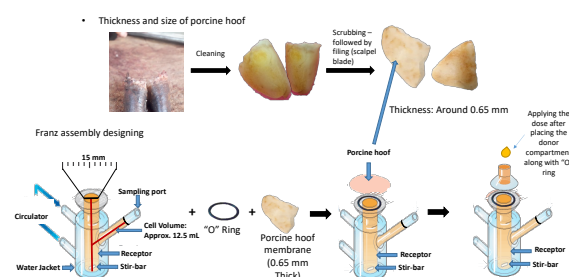 • Thickness and size of porcine hoof
Cleaning
Scrubbing –
followed by
filing (scalpel
blade)
Thickness: Around 0.65 mm
Franz assembly designing
15 mm
Sampling port
Circulator
Cell Volume:
Approx. 12.5 mL
Receptor
Water Jacket
Stir-bar
+
"O" Ring
+
Porcine hoof
membrane
(0.65 mm
Thick)
Porcine hoof
Receptor
Stir-bar
Applying the
dose after
placing the
donor
compartment
along with "O"
ring
Receptor
Stir-bar